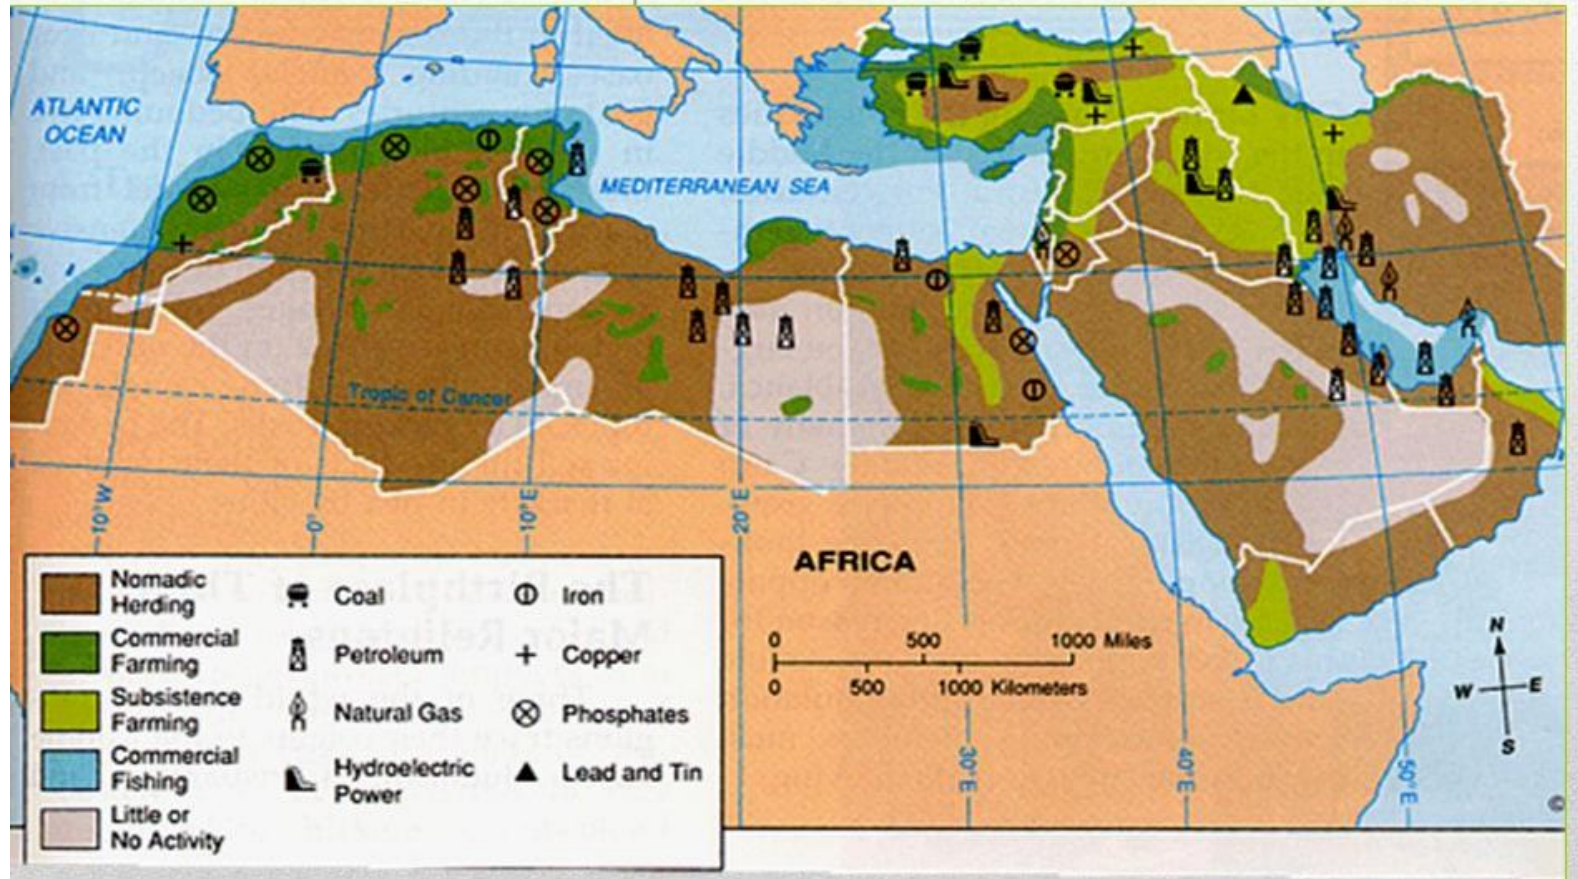 ATLANTIC
OCEAN
MEDITERRANEAN SEA
Tropic of Cancer
10°W
0°
10°E
20°E
30°E
40°E
50°E
AFRICA
0 500 1000 Miles
0 500 1000 Kilometers
N
W E
S
©
Nomadic
Herding
Commercial
Farming
Subsistence
Farming
Commercial
Fishing
Little or
No Activity
Coal
Petroleum
Natural Gas
Hydroelectric
Power
Iron
Copper
Phosphates
Lead and Tin